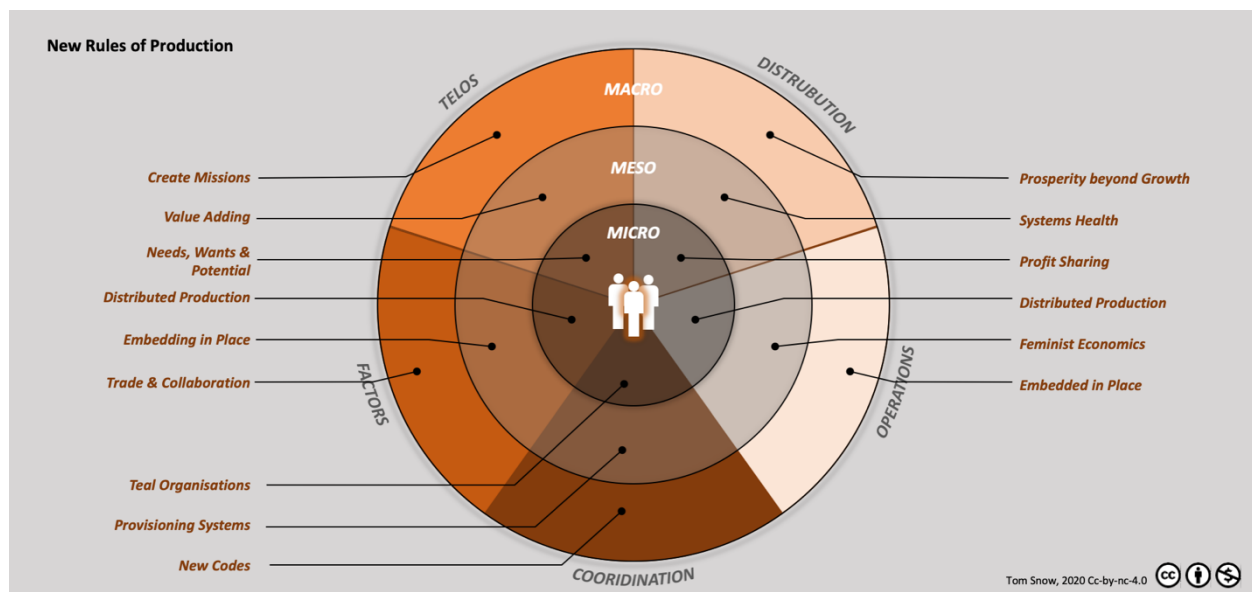 New Rules of Production
TELOS
DISTRUBUTION
MACRO
MESO
MICRO
Create Missions
Value Adding
Needs, Wants &
Potential
Distributed Production
Embedding in Place
Trade & Collaboration
FACTORS
Teal Organisations
Provisioning Systems
New Codes
Prosperity beyond Growth
Systems Health
Profit Sharing
Distributed Production
Feminist Economics
Embedded in Place
OPERATIONS
COORIDINATION
Tom Snow, 2020 Cc-by-nc-4.0
cc
$